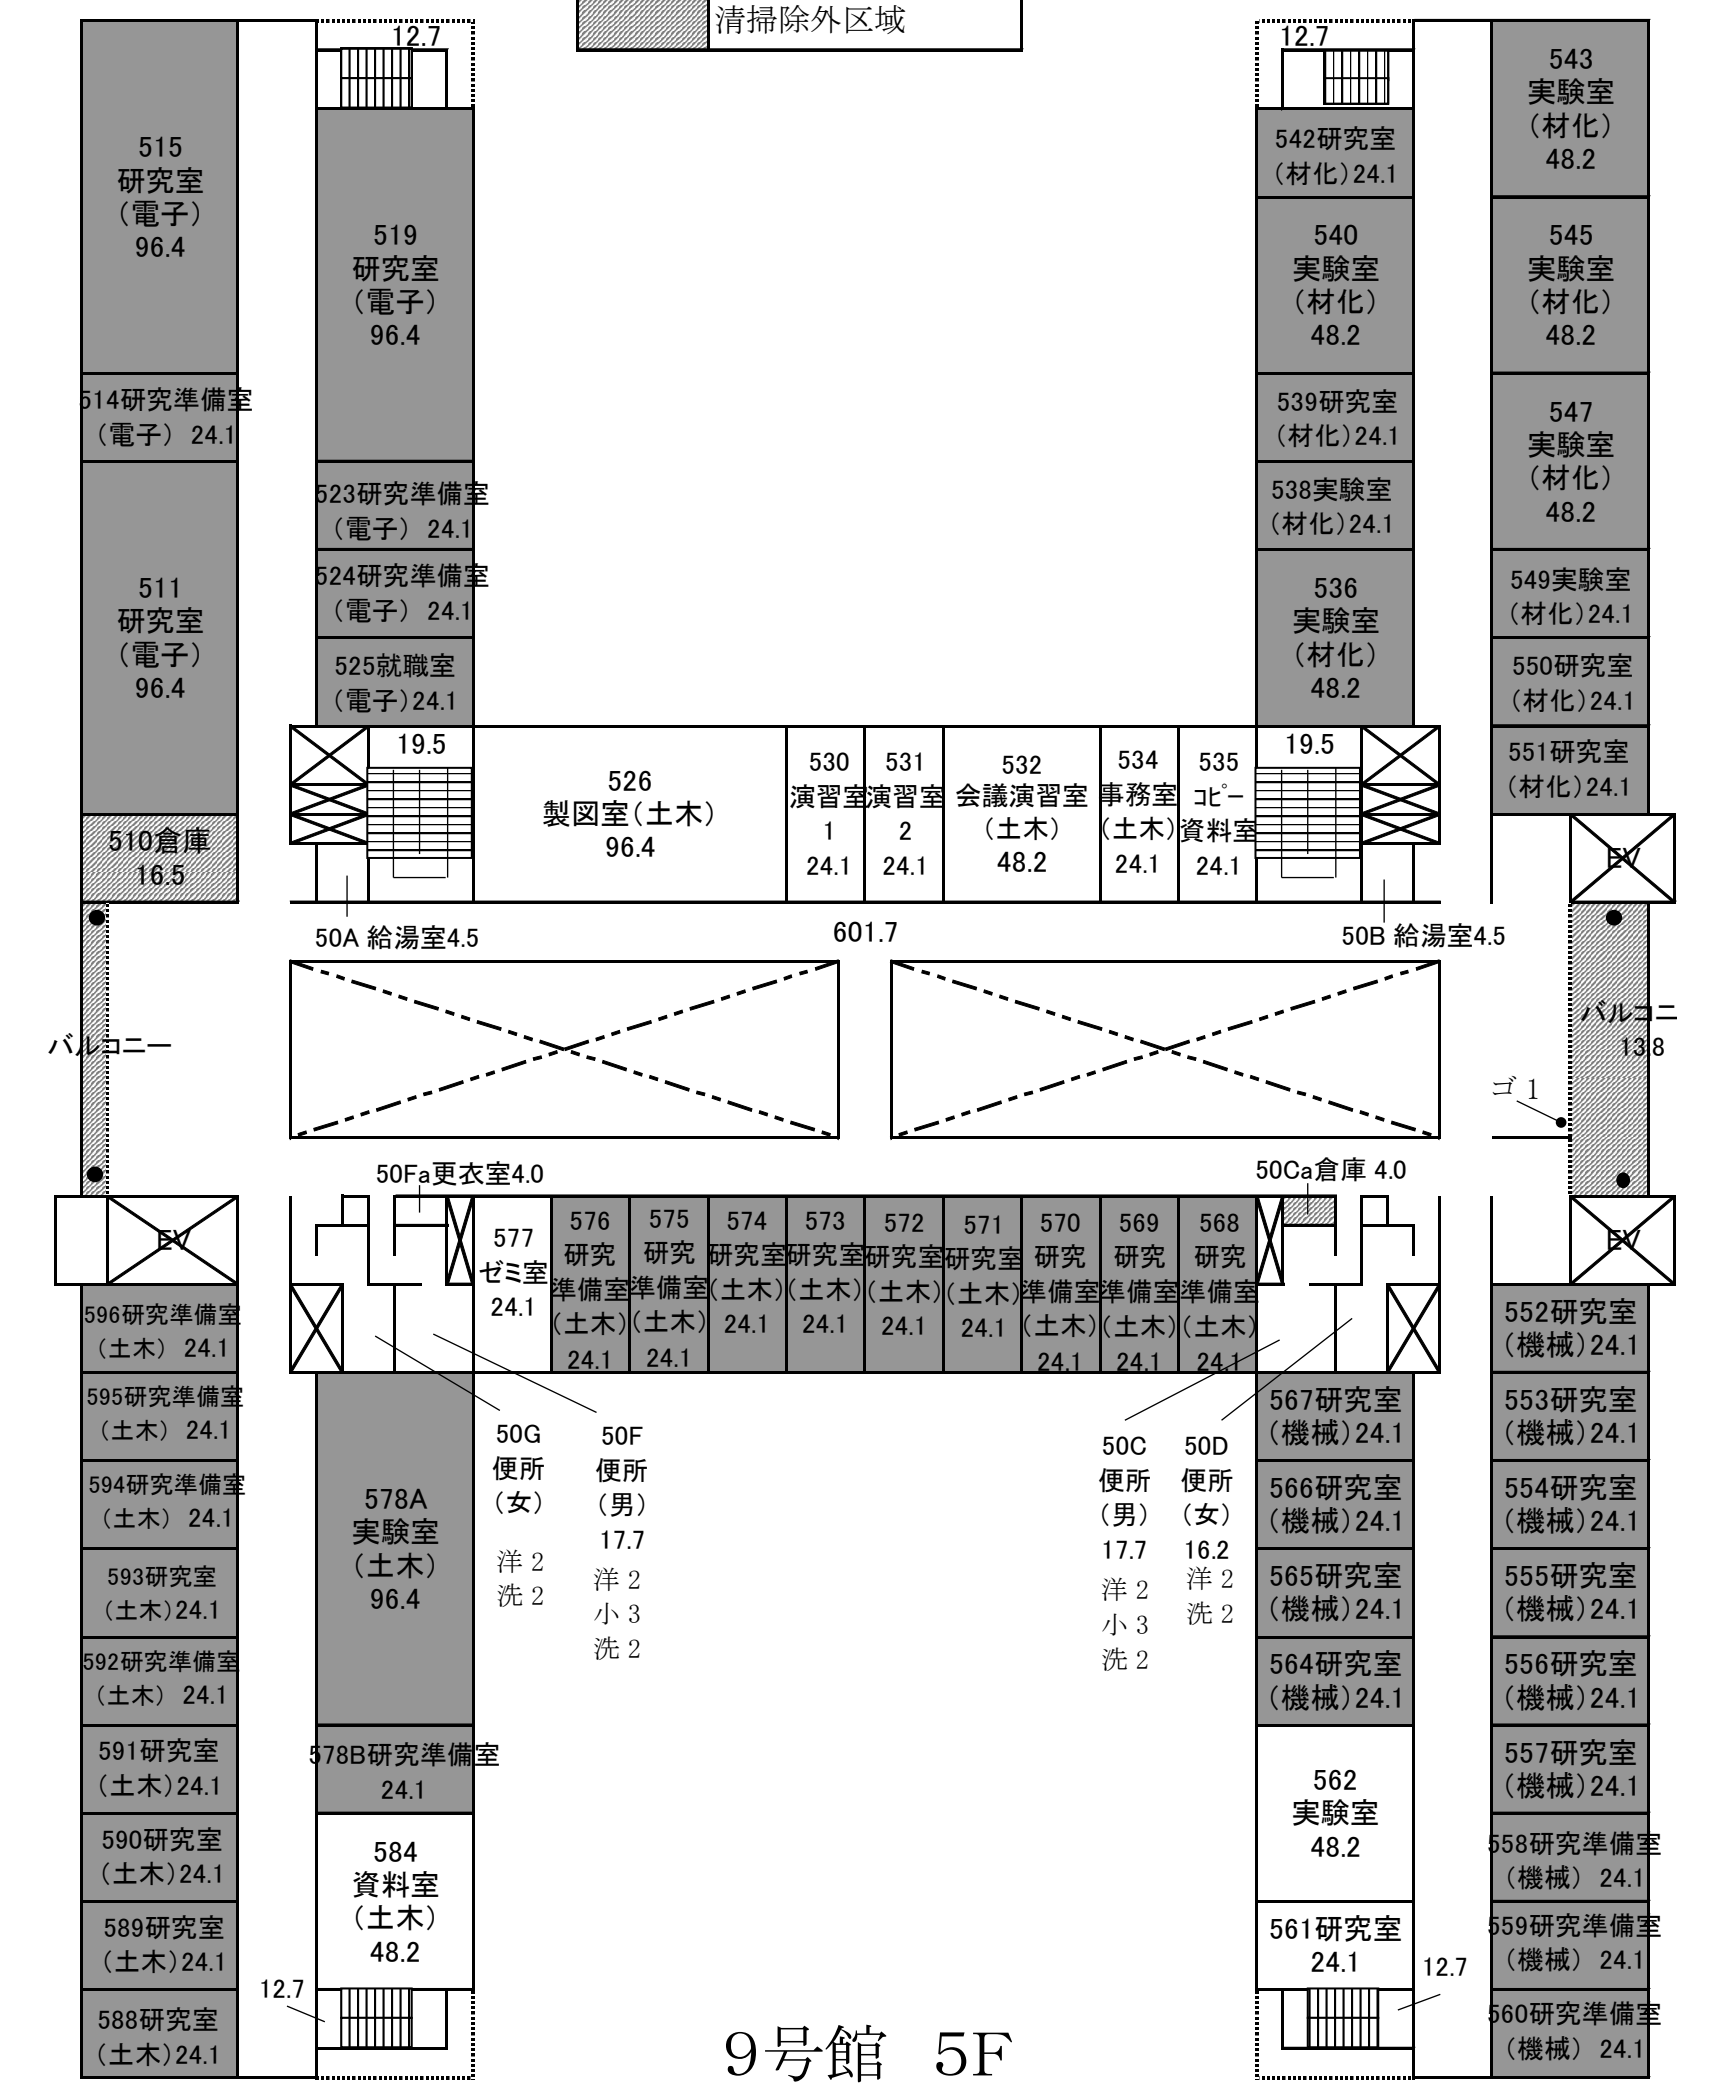 清掃除外区域
12.7
12.7
515
研究室
（電子）
96.4
514研究準備室
（電子） 24.1
511
研究室
（電子）
96.4
510倉庫
16.5
519
研究室
（電子）
96.4
523研究準備室
（電子） 24.1
524研究準備室
（電子） 24.1
525就職室
（電子）24.1
542研究室
（材化）24.1
540
実験室
（材化）
48.2
539研究室
（材化）24.1
538実験室
（材化）24.1
536
実験室
（材化）
48.2
543
実験室
（材化）
48.2
545
実験室
（材化）
48.2
547
実験室
（材化）
48.2
549実験室
（材化）24.1
550研究室
（材化）24.1
551研究室
（材化）24.1
19.5
526
製図室（土木）
96.4
530
演習室
1
24.1
531
演習室
2
24.1
532
会議演習室
（土木）
48.2
534
事務室
（土木）
24.1
535
コピー
資料室
24.1
19.5
EV
50A 給湯室4.5
601.7
50B 給湯室4.5
バルコニー
バルコニ
13.8
ゴ 1
50Fa更衣室4.0
50Ca倉庫 4.0
EV
577
ゼミ室
24.1
576
研究
準備室
（土木）
24.1
575
研究
準備室
（土木）
24.1
574
研究室
（土木）
24.1
573
研究室
（土木）
24.1
572
研究室
（土木）
24.1
571
研究室
（土木）
24.1
570
研究
準備室
（土木）
24.1
569
研究
準備室
（土木）
24.1
568
研究
準備室
（土木）
24.1
EV
596研究準備室
（土木） 24.1
595研究準備室
（土木） 24.1
594研究準備室
（土木） 24.1
593研究室
（土木）24.1
592研究準備室
（土木） 24.1
591研究室
（土木）24.1
590研究室
（土木）24.1
589研究室
（土木）24.1
588研究室
（土木）24.1
578A
実験室
（土木）
96.4
578B研究準備室
24.1
584
資料室
（土木）
48.2
12.7
50G
便所
（女）
洋 2
洗 2
50F
便所
（男）
17.7
洋 2
小 3
洗 2
50C
便所
（男）
17.7
洋 2
小 3
洗 2
50D
便所
（女）
16.2
洋 2
洗 2
567研究室
（機械）24.1
566研究室
（機械）24.1
565研究室
（機械）24.1
564研究室
（機械）24.1
562
実験室
48.2
561研究室
24.1
12.7
552研究室
（機械）24.1
553研究室
（機械）24.1
554研究室
（機械）24.1
555研究室
（機械）24.1
556研究室
（機械）24.1
557研究室
（機械）24.1
558研究準備室
（機械） 24.1
559研究準備室
（機械） 24.1
560研究準備室
（機械） 24.1
9号館 5F